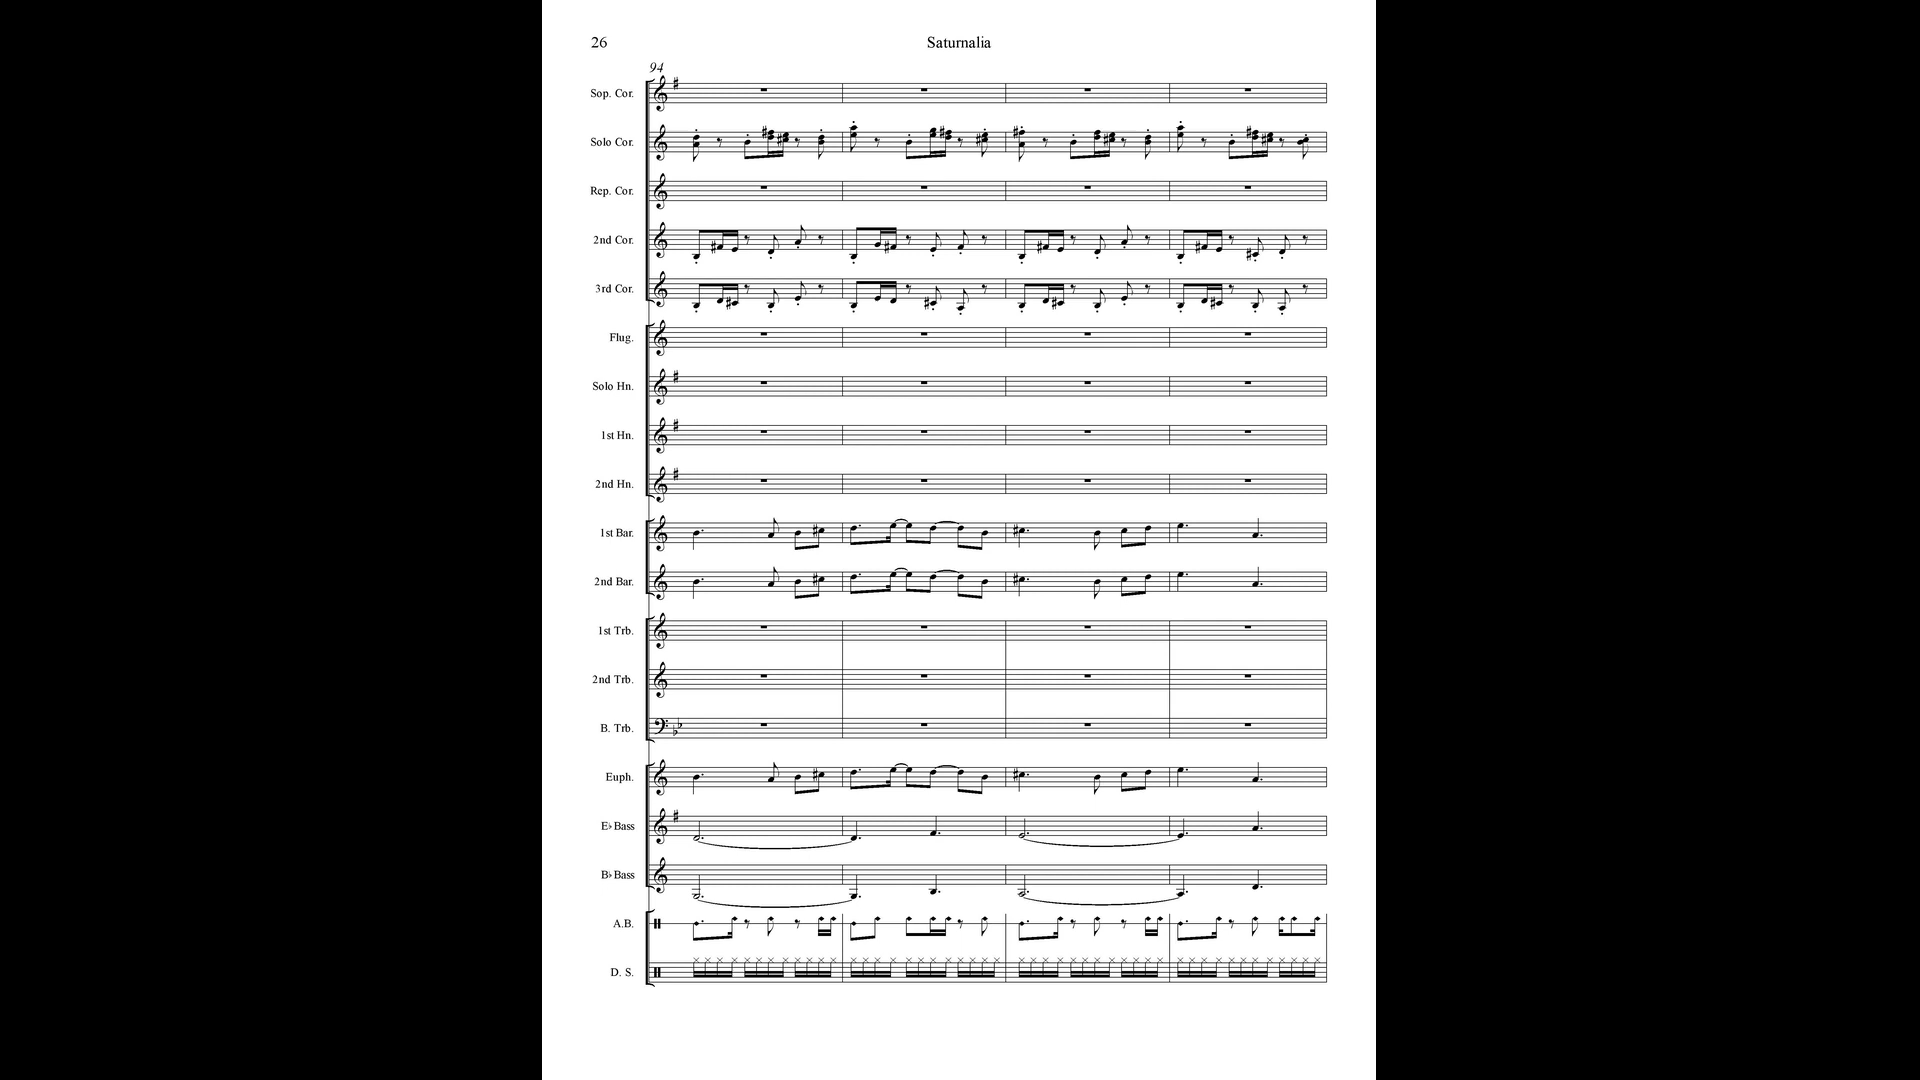 26 Saturnalia
94
Sop. Cor.
Solo Cor.
Rep. Cor.
2nd Cor.
3rd Cor.
Flug.
Solo Hn.
1st Hn.
2nd Hn.
1st Bar.
2nd Bar.
1st Trb.
2nd Trb.
B. Trb.
Euph.
E♭ Bass
B♭ Bass
A.B.
D. S.